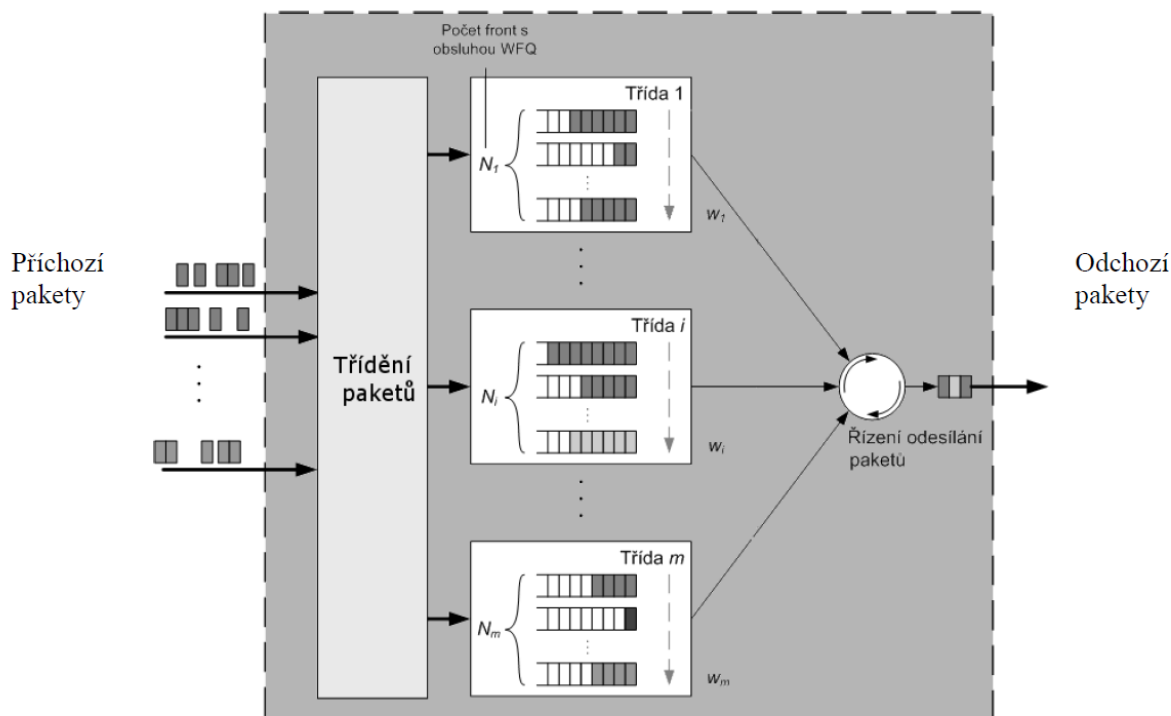 Počet front s
obsluhou WFQ
Třída 1
N1
w1
Příchozí
pakety
Třídění
paketů
Třída i
Ni
wi
Řízení odesílání
paketů
Odchozí
pakety
Třída m
Nm
wm